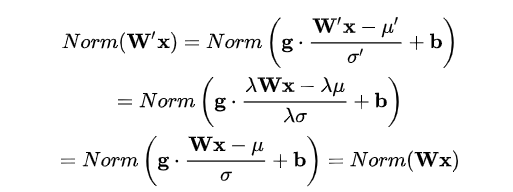 Norm(W′x) = Norm(g · (W′x − μ′)/σ′ + b)
= Norm(g · (λWx − λμ)/λσ + b)
= Norm(g · (Wx − μ)/σ + b) = Norm(Wx)